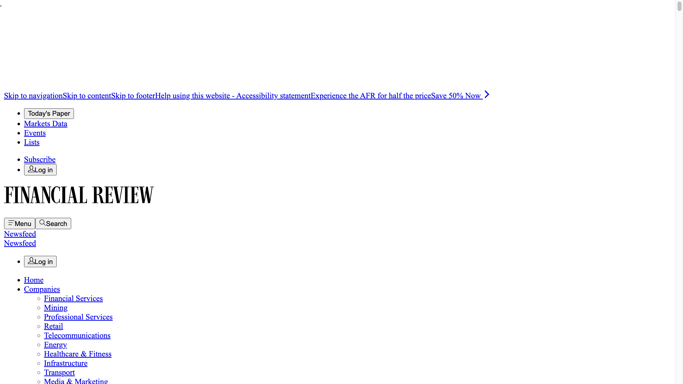 Skip to navigationSkip to contentSkip to footerHelp using this website - Accessibility statementExperience the AFR for half the priceSave 50% Now
Today's Paper
Markets Data
Events
Lists
Subscribe
Log in
FINANCIAL REVIEW
Menu Search
Newsfeed
Newsfeed
Log in
Home
Companies
Financial Services
Mining
Professional Services
Retail
Telecommunications
Energy
Healthcare & Fitness
Infrastructure
Transport
Media & Marketing